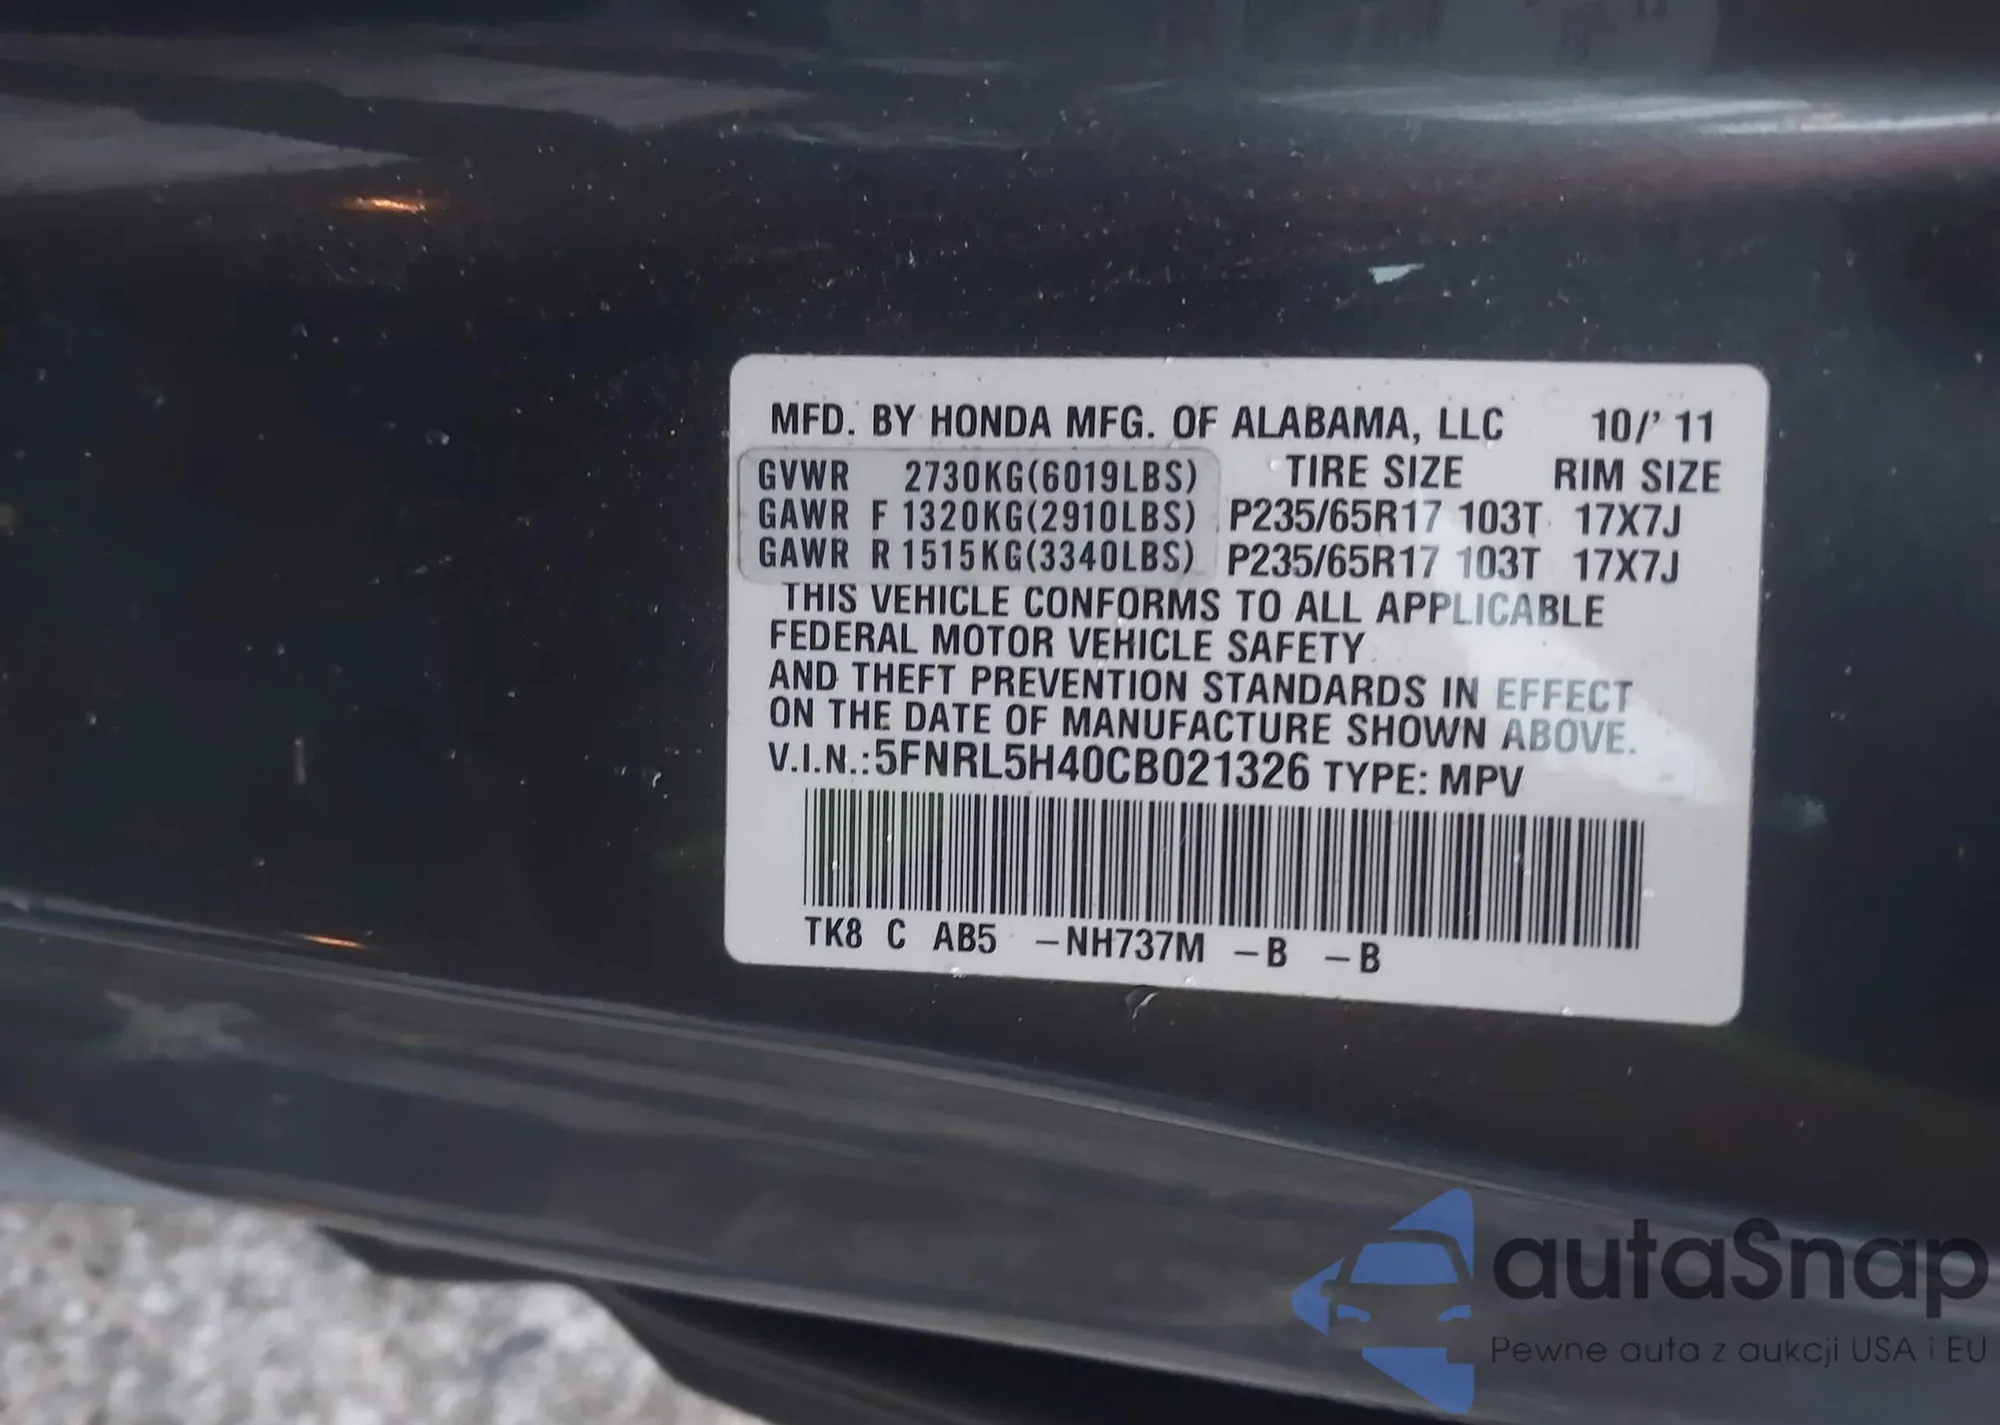 MFD. BY HONDA MFG. OF ALABAMA, LLC 10/' 11
GVWR 2730KG(6019LBS) TIRE SIZE RIM SIZE
GAWR F 1320KG(2910LBS) P235/65R17 103T 17X7J
GAWR R 1515KG(3340LBS) P235/65R17 103T 17X7J
THIS VEHICLE CONFORMS TO ALL APPLICABLE
FEDERAL MOTOR VEHICLE SAFETY
AND THEFT PREVENTION STANDARDS IN EFFECT
ON THE DATE OF MANUFACTURE SHOWN ABOVE.
V.I.N.:5FNRL5H40CB021326 TYPE: MPV
TK8 C AB5 -NH737M -B -B
autaSnap
Pewne auta z aukcji USA i EU